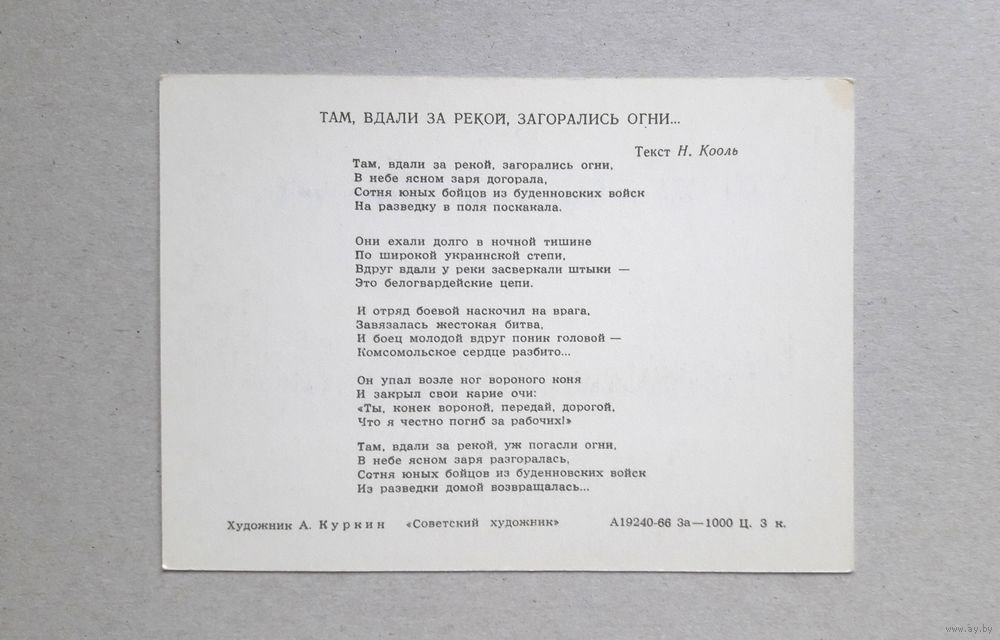 ТАМ, ВДАЛИ ЗА РЕКОЙ, ЗАГОРАЛИСЬ ОГНИ...
Текст Н. Кооль
Там, вдали за рекой, загорались огни,
В небе ясном заря догорала,
Сотня юных бойцов из буденновских войск
На разведку в поля поскакала.
Они ехали долго в ночной тишине
По широкой украинской степи,
Вдруг вдали у реки засверкали штыки —
Это белогвардейские цепи.
И отряд боевой наскочил на врага,
Завязалась жестокая битва,
И боец молодой вдруг поник головой —
Комсомольское сердце разбито...
Он упал возле ног вороного коня
И закрыл свои карие очи:
«Ты, конек вороной, передай, дорогой,
Что я честно погиб за рабочих!»
Там, вдали за рекой, уж погасли огни,
В небе ясном заря разгоралась,
Сотня юных бойцов из буденновских войск
Из разведки домой возвращалась...
Художник А. Куркин «Советский художник» А19240-66 За—1000 Ц. 3 к.
www.ay.by